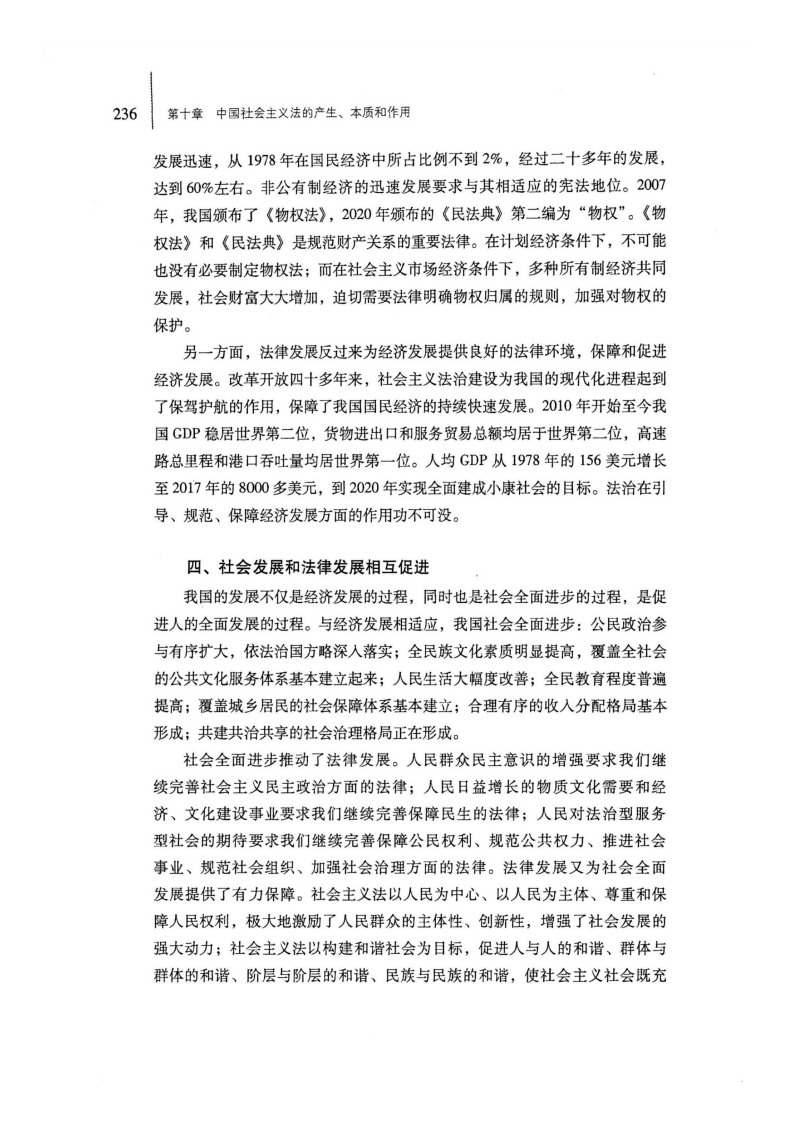 236
第十章 中国社会主义法的产生、本质和作用
发展迅速，从 1978 年在国民经济中所占比例不到 2%，经过二十多年的发展，
达到 60%左右。非公有制经济的迅速发展要求与其相适应的宪法地位。2007
年，我国颁布了《物权法》，2020 年颁布的《民法典》第二编为“物权”。《物
权法》和《民法典》是规范财产关系的重要法律。在计划经济条件下，不可能
也没有必要制定物权法；而在社会主义市场经济条件下，多种所有制经济共同
发展，社会财富大大增加，迫切需要法律明确物权归属的规则，加强对物权的
保护。
另一方面，法律发展反过来为经济发展提供良好的法律环境，保障和促进
经济发展。改革开放四十多年来，社会主义法治建设为我国的现代化进程起到
了保驾护航的作用，保障了我国国民经济的持续快速发展。2010 年开始至今我
国 GDP 稳居世界第二位，货物进出口和服务贸易总额均居于世界第二位，高速
路总里程和港口吞吐量均居世界第一位。人均 GDP 从 1978 年的 156 美元增长
至 2017 年的 8000 多美元，到 2020 年实现全面建成小康社会的目标。法治在引
导、规范、保障经济发展方面的作用功不可没。
四、社会发展和法律发展相互促进
我国的发展不仅是经济发展的过程，同时也是社会全面进步的过程，是促
进人的全面发展的过程。与经济发展相适应，我国社会全面进步：公民政治参
与有序扩大，依法治国方略深入落实；全民族文化素质明显提高，覆盖全社会
的公共文化服务体系基本建立起来；人民生活大幅度改善；全民教育程度普遍
提高；覆盖城乡居民的社会保障体系基本建立；合理有序的收入分配格局基本
形成；共建共治共享的社会治理格局正在形成。
社会全面进步推动了法律发展。人民群众民主意识的增强要求我们继
续完善社会主义民主政治方面的法律；人民日益增长的物质文化需要和经
济、文化建设事业要求我们继续完善保障民生的法律；人民对法治型服务
型社会的期待要求我们继续完善保障公民权利、规范公共权力、推进社会
事业、规范社会组织、加强社会治理方面的法律。法律发展又为社会全面
发展提供了有力保障。社会主义法以人民为中心、以人民为主体、尊重和保
障人民权利，极大地激励了人民群众的主体性、创新性，增强了社会发展的
强大动力；社会主义法以构建和谐社会为目标，促进人与人的和谐、群体与
群体的和谐、阶层与阶层的和谐、民族与民族的和谐，使社会主义社会既充